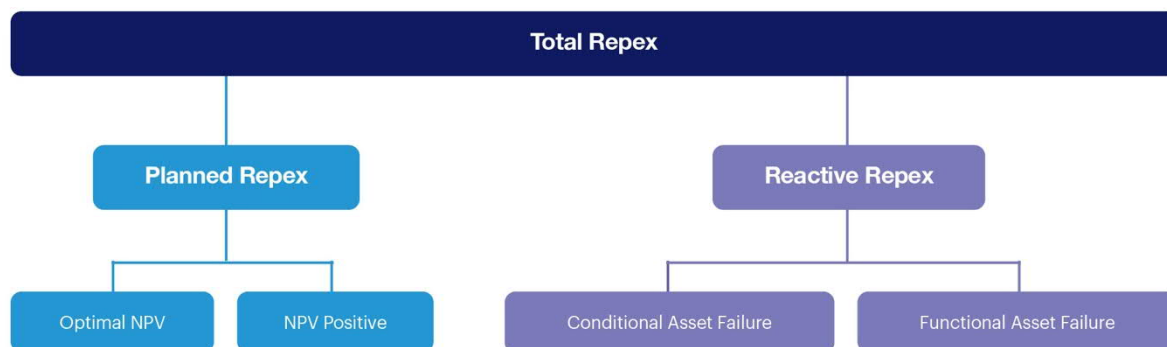 Total Repex
Planned Repex
Reactive Repex
Optimal NPV
NPV Positive
Conditional Asset Failure
Functional Asset Failure